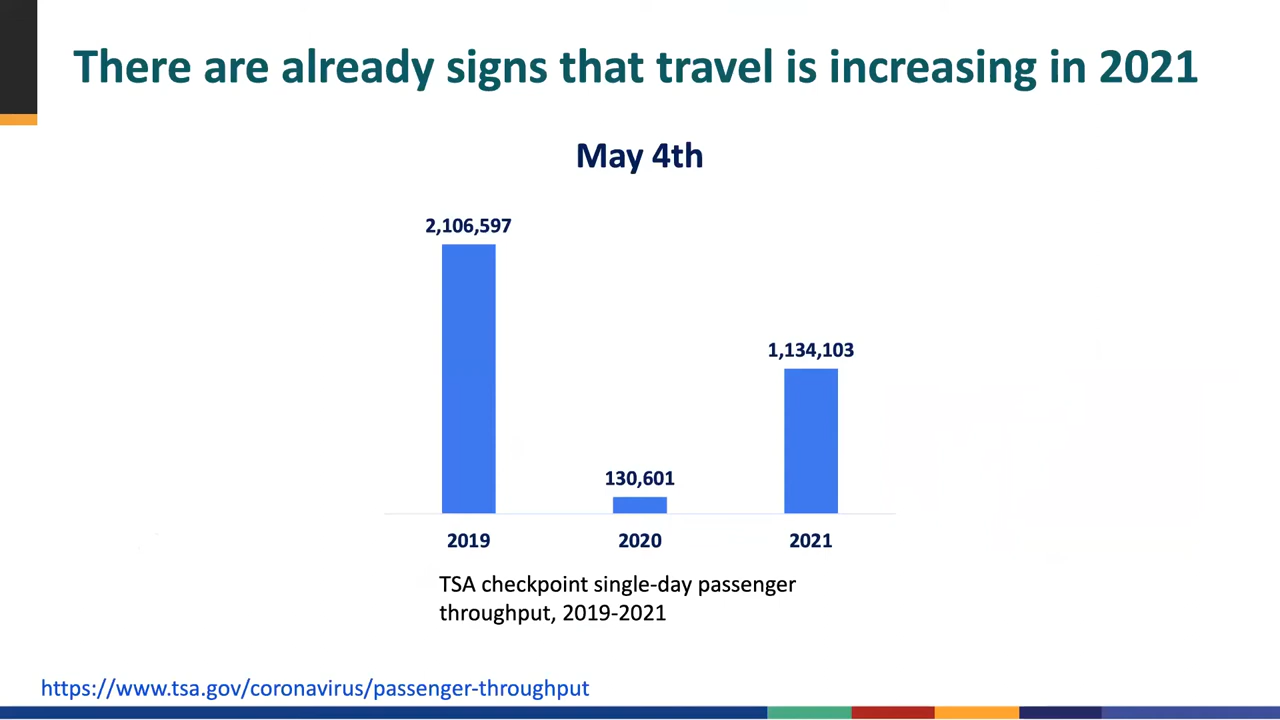 There are already signs that travel is increasing in 2021
May 4th
2,106,597
130,601
1,134,103
2019
2020
2021
TSA checkpoint single-day passenger
throughput, 2019-2021
https://www.tsa.gov/coronavirus/passenger-throughput